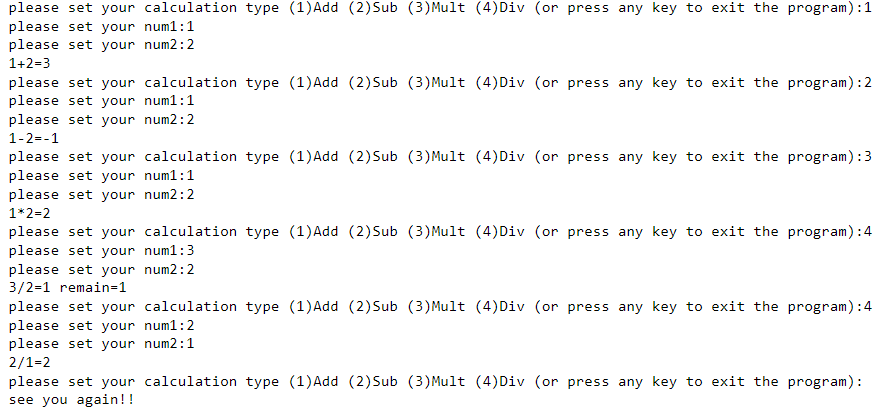 please set your calculation type (1)Add (2)Sub (3)Mult (4)Div (or press any key to exit the program):1
please set your num1:1
please set your num2:2
1+2=3
please set your calculation type (1)Add (2)Sub (3)Mult (4)Div (or press any key to exit the program):2
please set your num1:1
please set your num2:2
1-2=-1
please set your calculation type (1)Add (2)Sub (3)Mult (4)Div (or press any key to exit the program):3
please set your num1:1
please set your num2:2
1*2=2
please set your calculation type (1)Add (2)Sub (3)Mult (4)Div (or press any key to exit the program):4
please set your num1:3
please set your num2:2
3/2=1 remain=1
please set your calculation type (1)Add (2)Sub (3)Mult (4)Div (or press any key to exit the program):4
please set your num1:2
please set your num2:1
2/1=2
please set your calculation type (1)Add (2)Sub (3)Mult (4)Div (or press any key to exit the program):
see you again!!